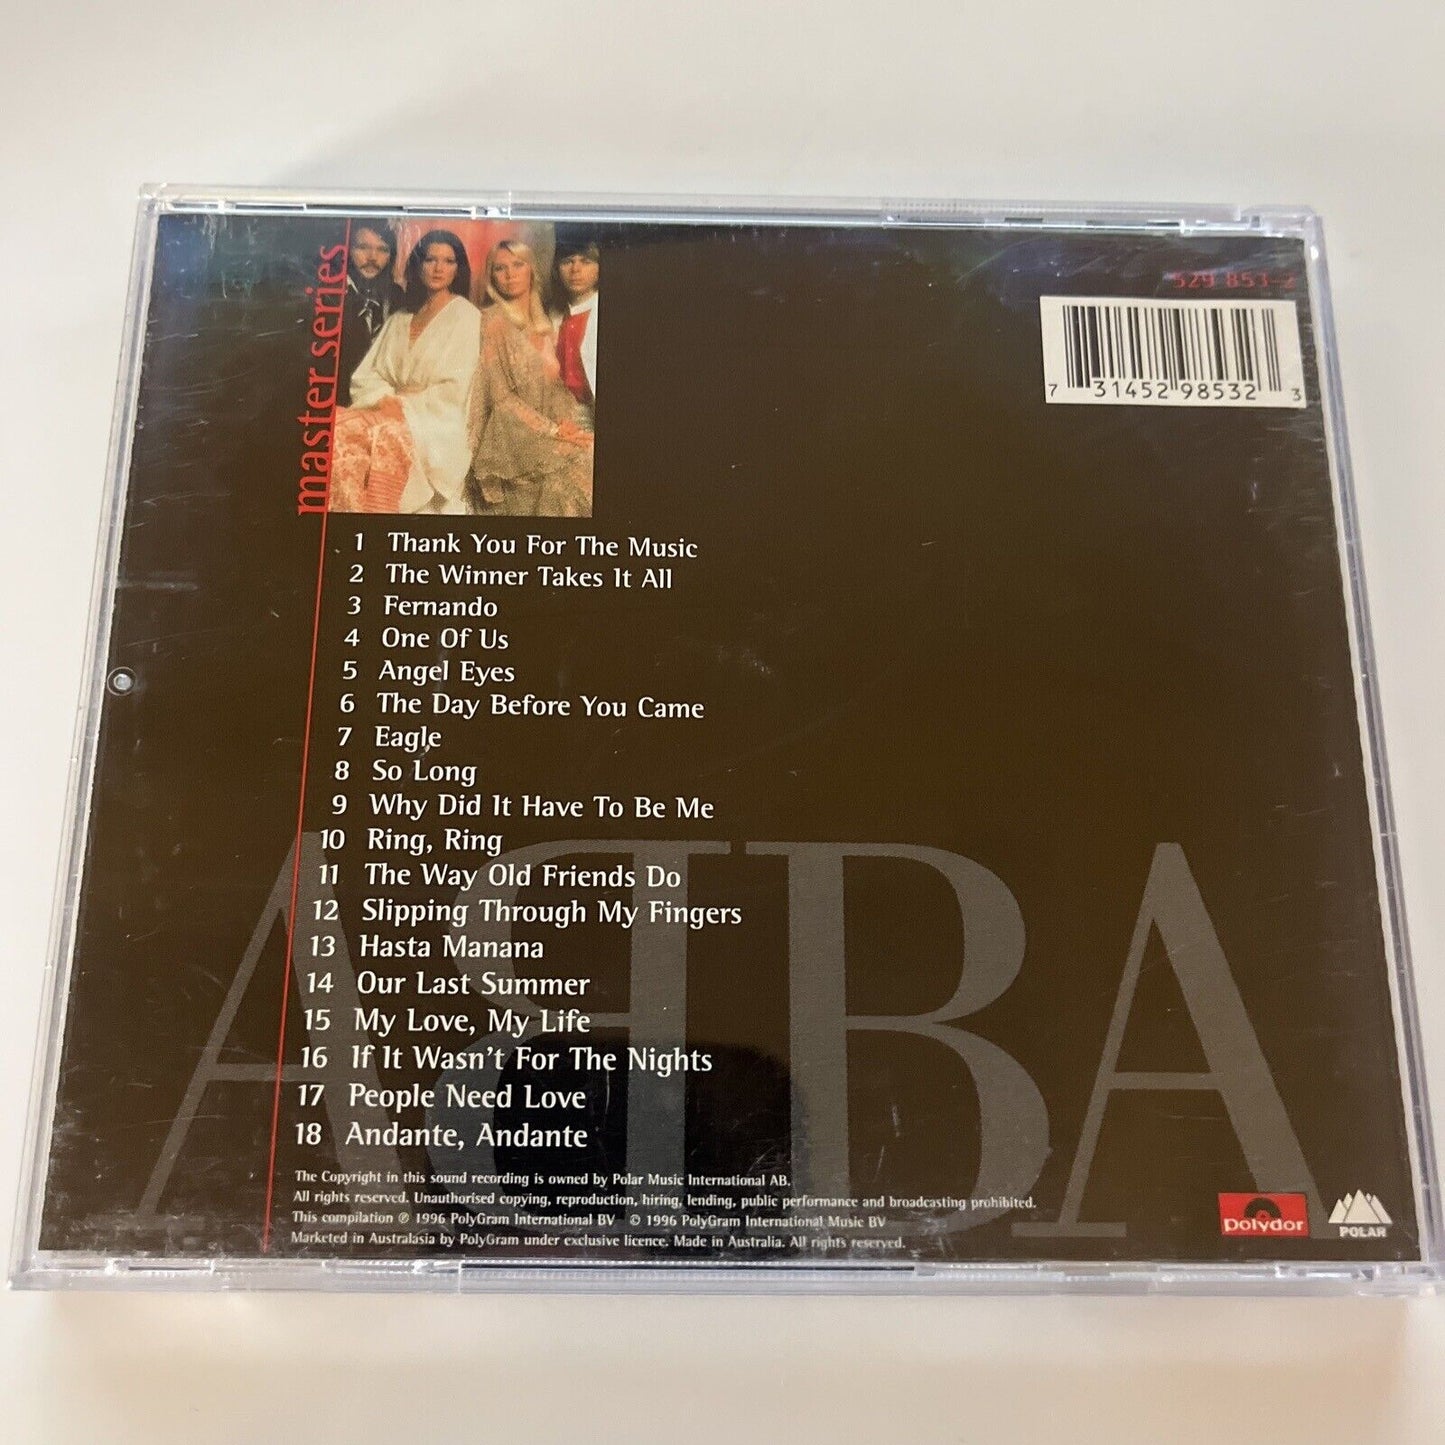 master series
529 853-2
7 31452 98532 3
1 Thank You For The Music
2 The Winner Takes It All
3 Fernando
4 One Of Us
5 Angel Eyes
6 The Day Before You Came
7 Eagle
8 So Long
9 Why Did It Have To Be Me
10 Ring, Ring
11 The Way Old Friends Do
12 Slipping Through My Fingers
13 Hasta Manana
14 Our Last Summer
15 My Love, My Life
16 If It Wasn't For The Nights
17 People Need Love
18 Andante, Andante
ABBA
The Copyright in this sound recording is owned by Polar Music International AB.
All rights reserved. Unauthorised copying, reproduction, hiring, lending, public performance and broadcasting prohibited.
This compilation ℗ 1996 PolyGram International BV © 1996 PolyGram International Music BV
Marketed in Australasia by PolyGram under exclusive licence. Made in Australia. All rights reserved.
Polydor
POLAR